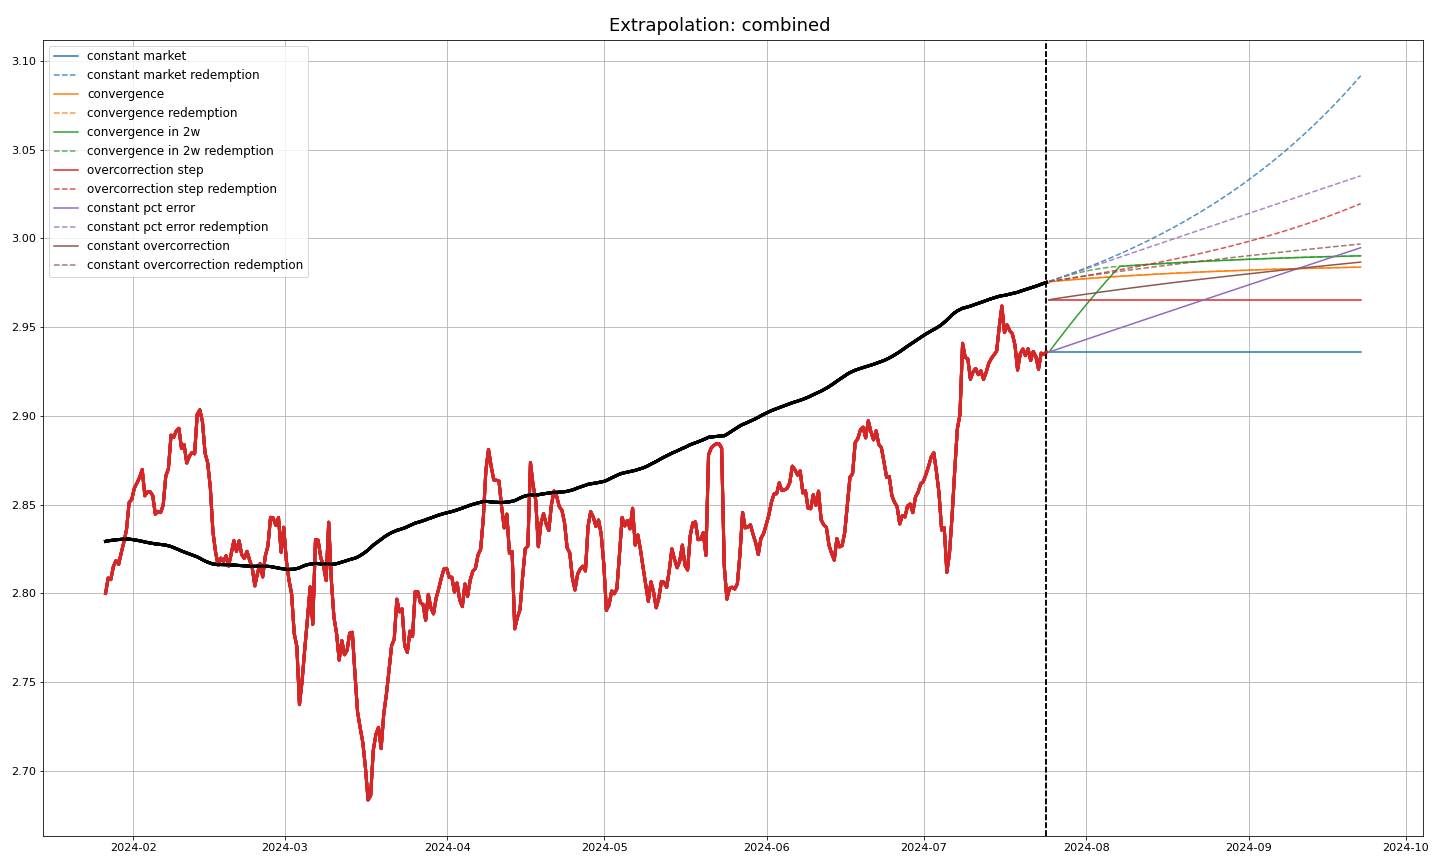 Extrapolation: combined
constant market
constant market redemption
convergence
convergence redemption
convergence in 2w
convergence in 2w redemption
overcorrection step
overcorrection step redemption
constant pct error
constant pct error redemption
constant overcorrection
constant overcorrection redemption
3.10
3.05
3.00
2.95
2.90
2.85
2.80
2.75
2.70
2024-02 2024-03 2024-04 2024-05 2024-06 2024-07 2024-08 2024-09 2024-10